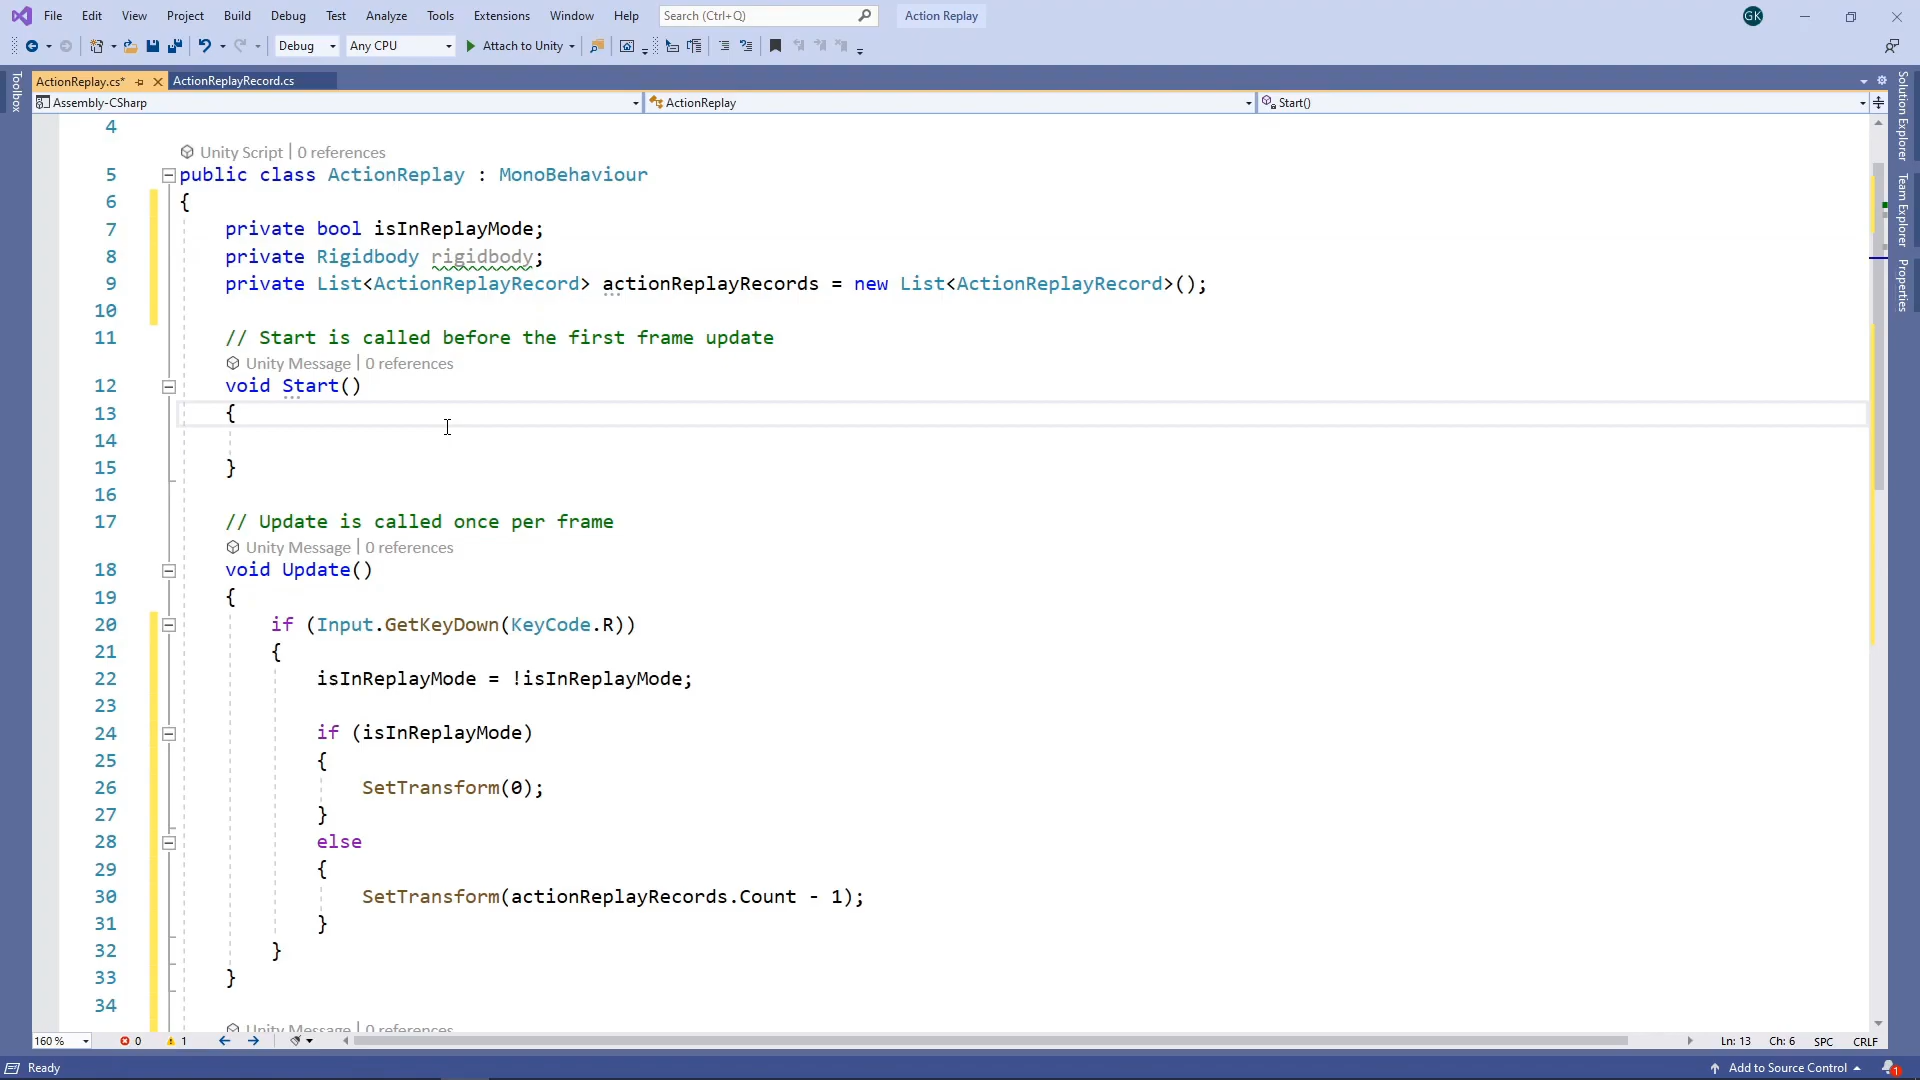 File Edit View Project Build Debug Test Analyze Tools Extensions Window Help Search (Ctrl+Q) Action Replay GK
Debug Any CPU Attach to Unity
ActionReplay.cs* ActionReplayRecord.cs
Assembly-CSharp ActionReplay Start()
Toolbox
Solution Explorer
Team Explorer
Properties
4
Unity Script | 0 references
5 public class ActionReplay : MonoBehaviour
6 {
7 private bool isInReplayMode;
8 private Rigidbody rigidbody;
9 private List<ActionReplayRecord> actionReplayRecords = new List<ActionReplayRecord>();
10
11 // Start is called before the first frame update
Unity Message | 0 references
12 void Start()
13 {
14
15 }
16
17 // Update is called once per frame
Unity Message | 0 references
18 void Update()
19 {
20 if (Input.GetKeyDown(KeyCode.R))
21 {
22 isInReplayMode = !isInReplayMode;
23
24 if (isInReplayMode)
25 {
26 SetTransform(0);
27 }
28 else
29 {
30 SetTransform(actionReplayRecords.Count - 1);
31 }
32 }
33 }
34
Unity Message | 0 references
160 % 0 1 Ln: 13 Ch: 6 SPC CRLF
Ready Add to Source Control 1